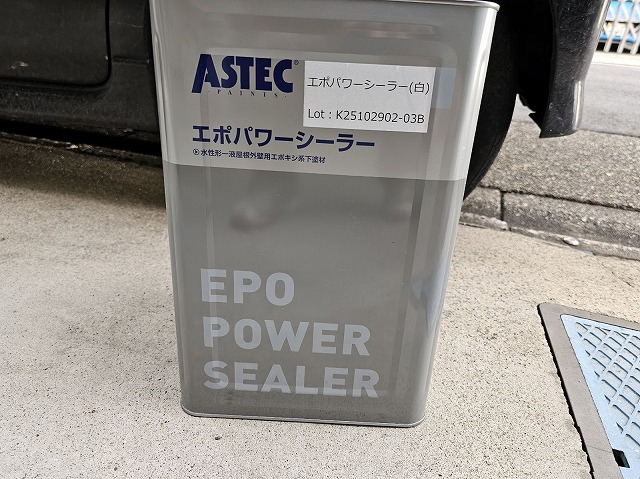 ASTEC®
PAINTS.
エポパワーシーラー(白)
Lot：K25102902-03B
エポパワーシーラー
水性形一液屋根外壁用エポキシ系下塗材
EPO
POWER
SEALER